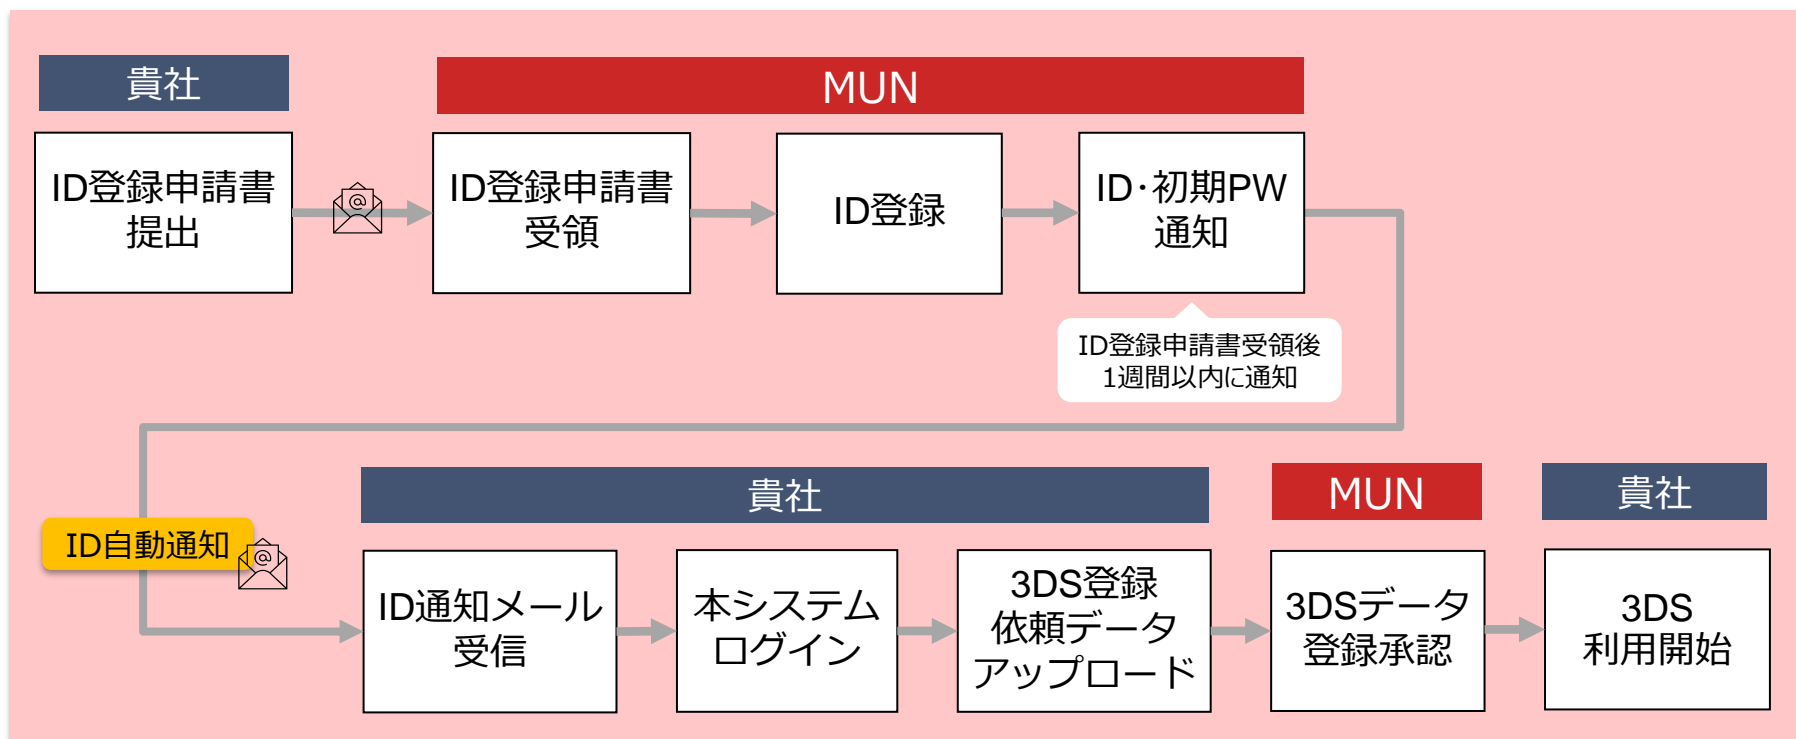 貴社
MUN
ID登録申請書
提出
ID登録申請書
受領
ID登録
ID・初期PW
通知
ID登録申請書受領後
1週間以内に通知
貴社
MUN
貴社
ID自動通知
ID通知メール
受信
本システム
ログイン
3DS登録
依頼データ
アップロード
3DSデータ
登録承認
3DS
利用開始